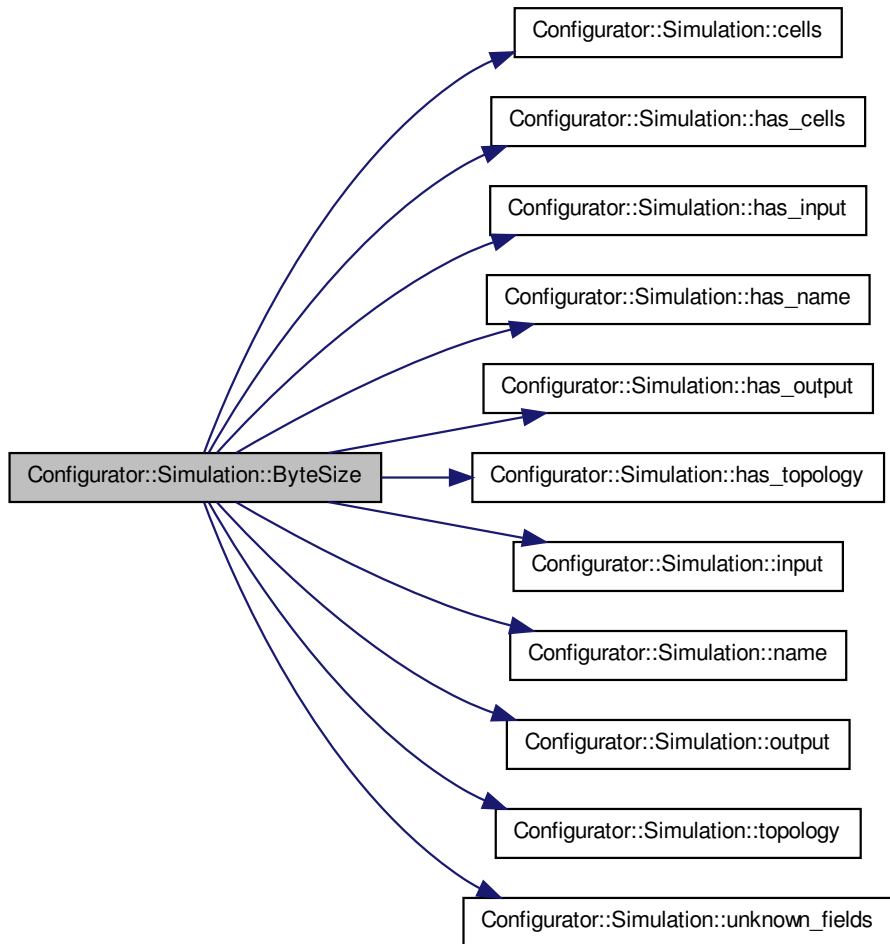 Configurator::Simulation::cells
Configurator::Simulation::has_cells
Configurator::Simulation::has_input
Configurator::Simulation::has_name
Configurator::Simulation::has_output
Configurator::Simulation::ByteSize
Configurator::Simulation::has_topology
Configurator::Simulation::input
Configurator::Simulation::name
Configurator::Simulation::output
Configurator::Simulation::topology
Configurator::Simulation::unknown_fields